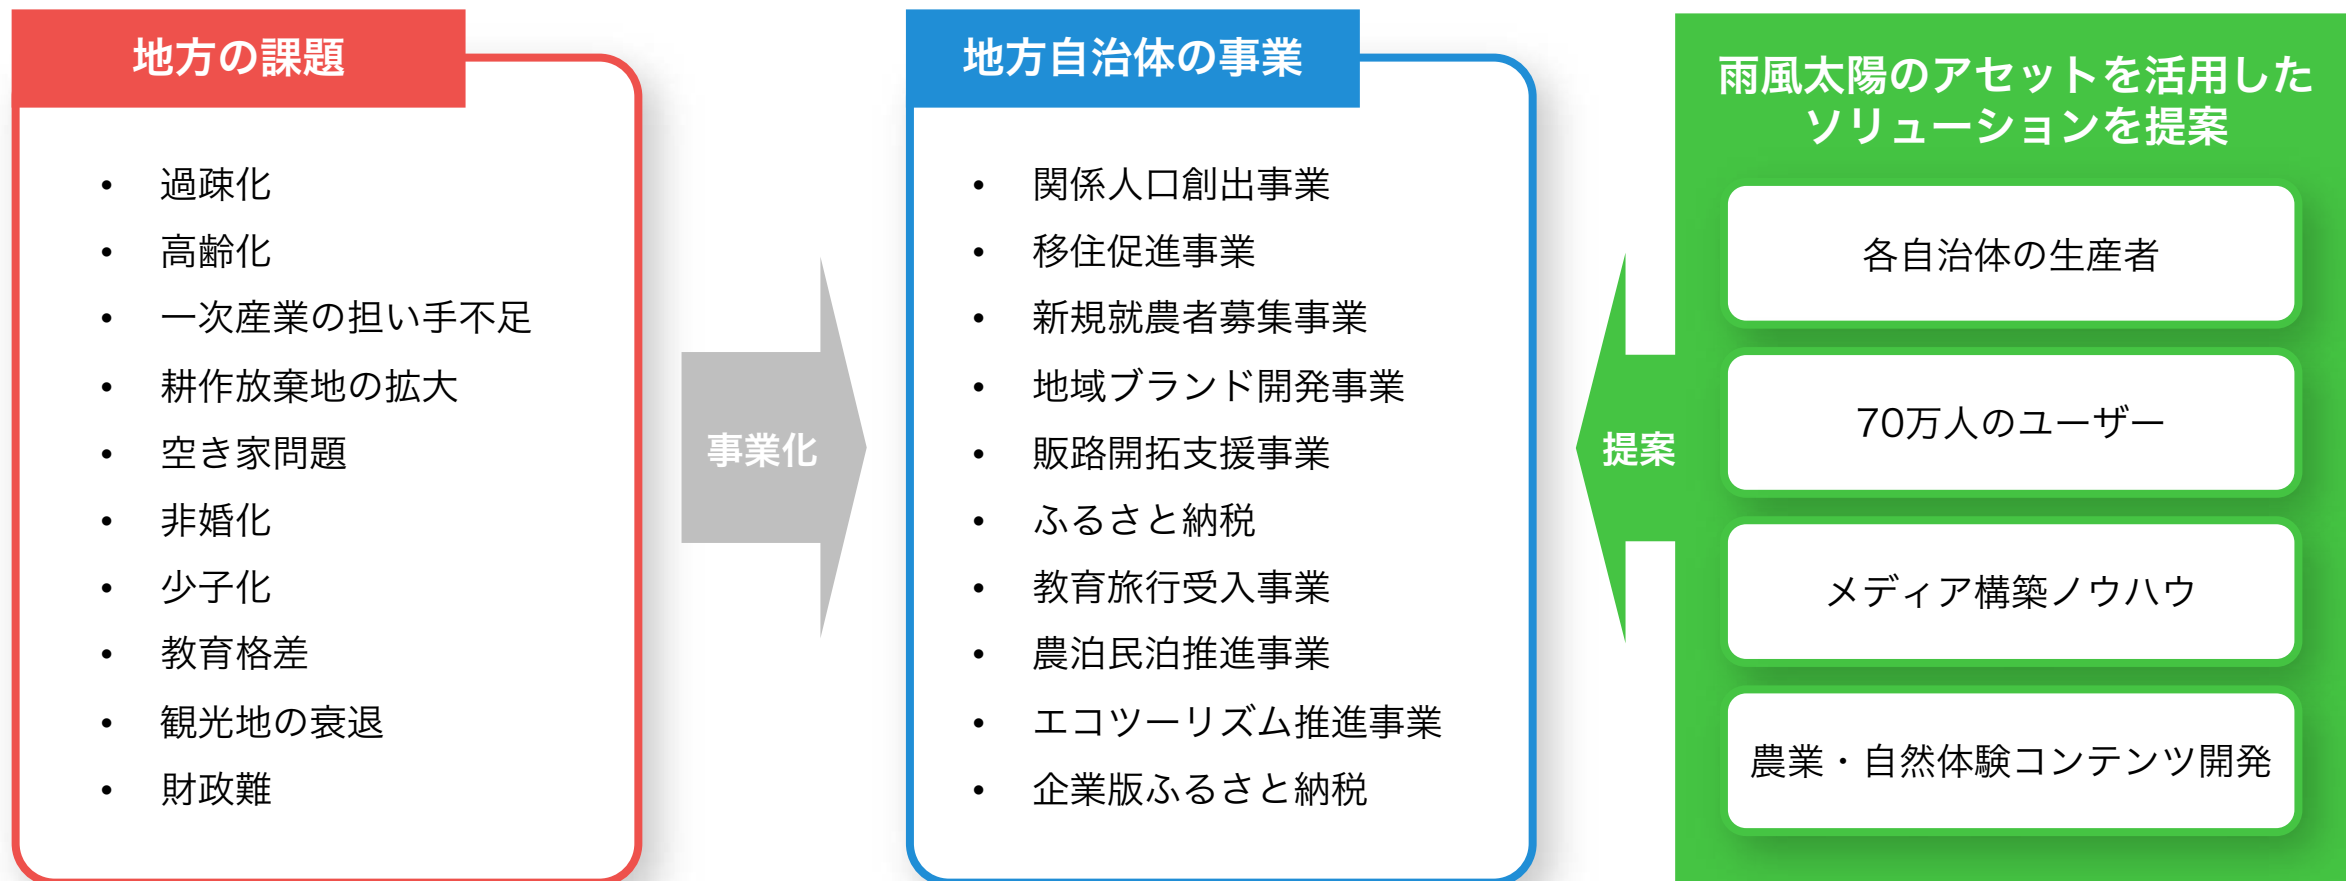 地方の課題
• 過疎化
• 高齢化
• 一次産業の担い手不足
• 耕作放棄地の拡大
• 空き家問題
• 非婚化
• 少子化
• 教育格差
• 観光地の衰退
• 財政難
事業化
地方自治体の事業
• 関係人口創出事業
• 移住促進事業
• 新規就農者募集事業
• 地域ブランド開発事業
• 販路開拓支援事業
• ふるさと納税
• 教育旅行受入事業
• 農泊民泊推進事業
• エコツーリズム推進事業
• 企業版ふるさと納税
提案
雨風太陽のアセットを活用した
ソリューションを提案
各自治体の生産者
70万人のユーザー
メディア構築ノウハウ
農業・自然体験コンテンツ開発